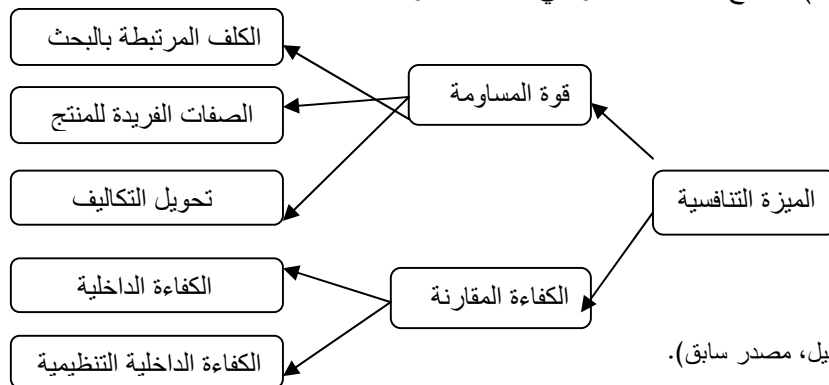 الكلف المرتبطة بالبحث
قوة المساومة
الصفات الفريدة للمنتج
تحويل التكاليف
الميزة التنافسية
الكفاءة الداخلية
الكفاءة المقارنة
مصدر سابق).
الكفاءة الداخلية التنظيمية